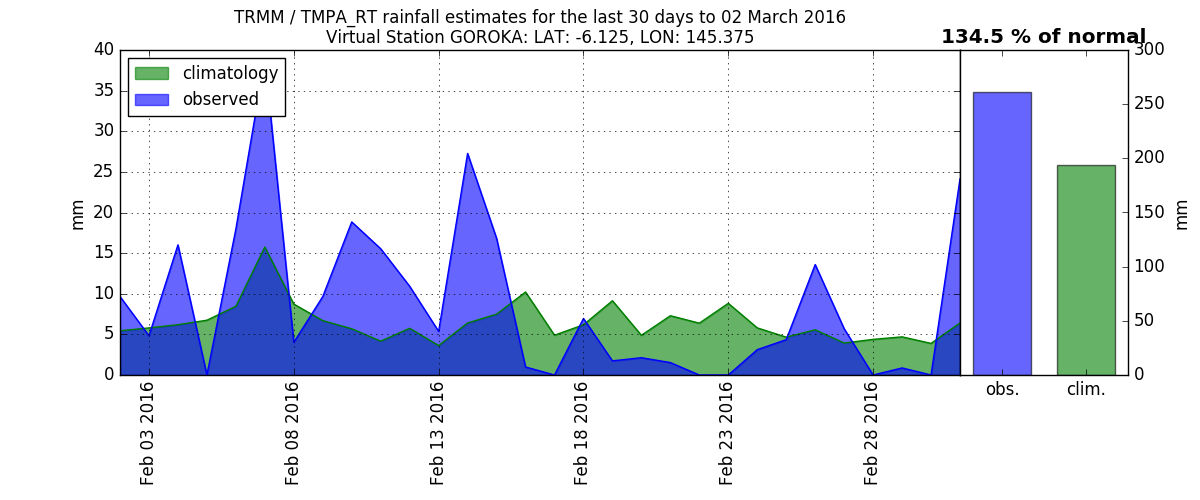 TRMM / TMPA_RT rainfall estimates for the last 30 days to 02 March 2016
Virtual Station GOROKA: LAT: -6.125, LON: 145.375
134.5 % of normal
climatology
observed
mm
40
35
30
25
20
15
10
5
0
Feb 03 2016
Feb 08 2016
Feb 13 2016
Feb 18 2016
Feb 23 2016
Feb 28 2016
obs.
clim.
300
250
200
150
100
50
0
mm